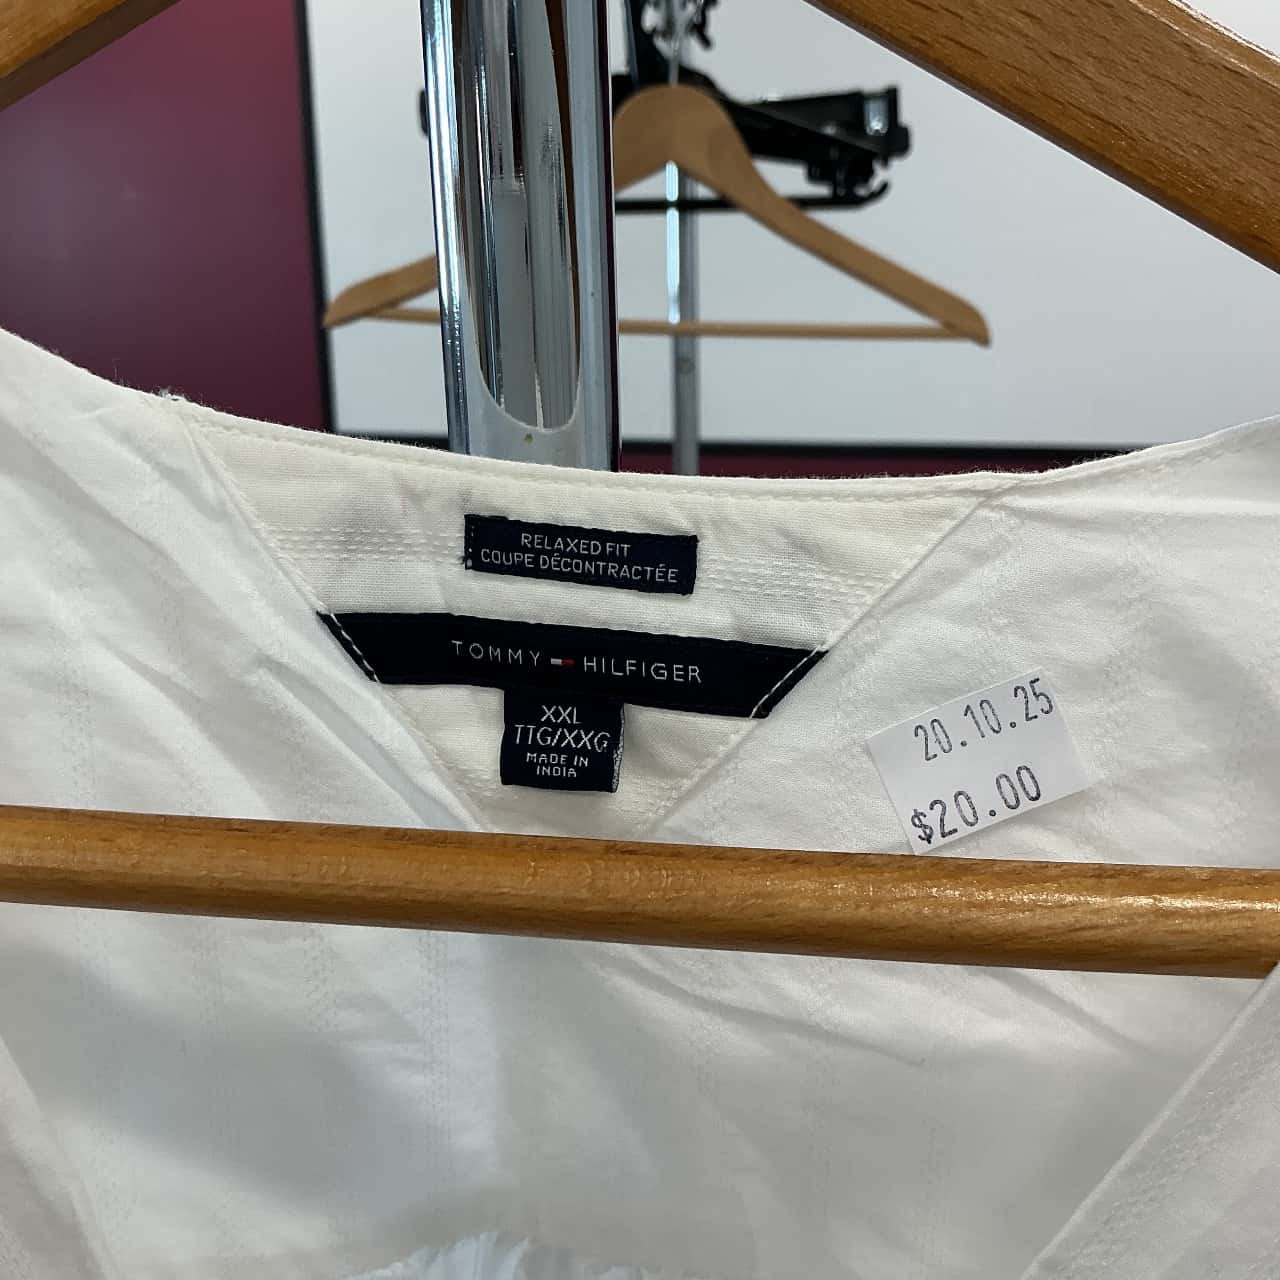 RELAXED FIT
COUPE DÉCONTRACTÉE
TOMMY HILFIGER
XXL
TTG/XXG
MADE IN
INDIA
20.10.25
$20.00